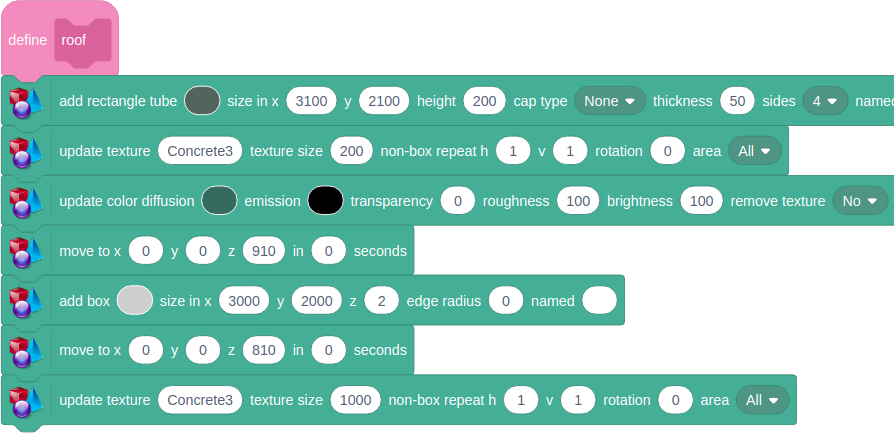 define roof
add rectangle tube size in x 3100 y 2100 height 200 cap type None thickness 50 sides 4 named
update texture Concrete3 texture size 200 non-box repeat h 1 v 1 rotation 0 area All
update color diffusion emission transparency 0 roughness 100 brightness 100 remove texture No
move to x 0 y 0 z 910 in 0 seconds
add box size in x 3000 y 2000 z 2 edge radius 0 named
move to x 0 y 0 z 810 in 0 seconds
update texture Concrete3 texture size 1000 non-box repeat h 1 v 1 rotation 0 area All